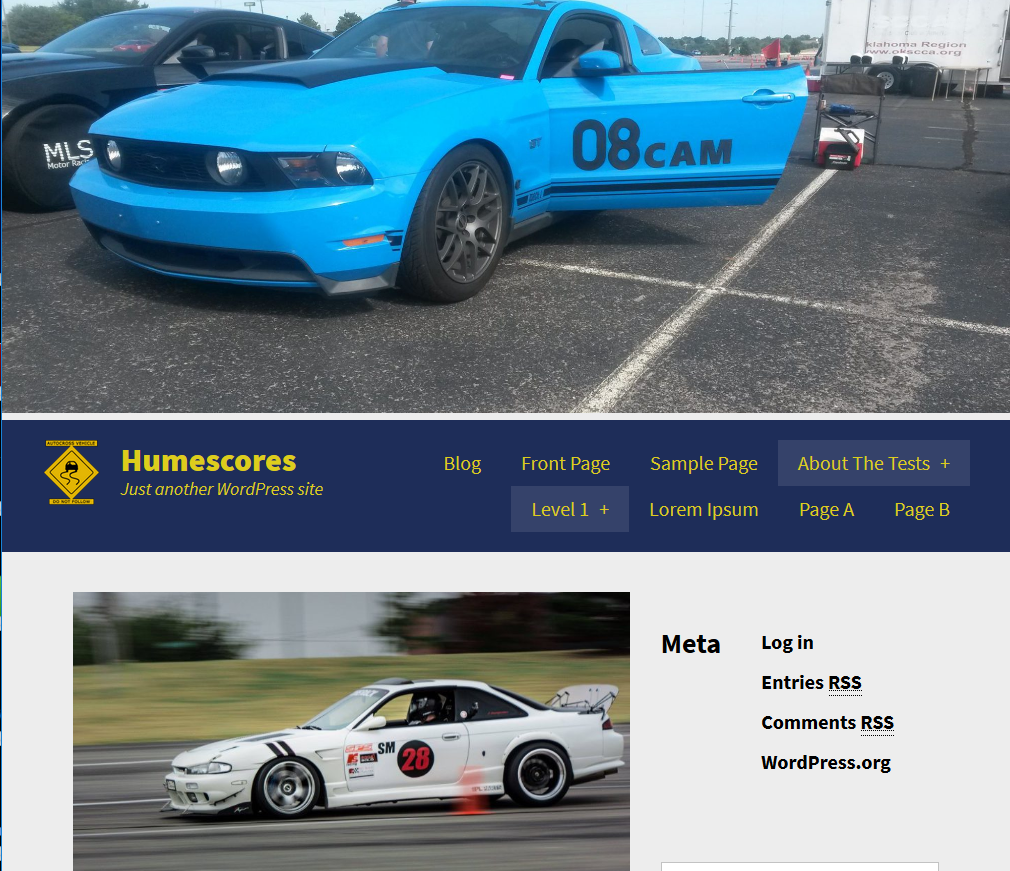 MLS
Motor Racing
08 CAM
Oklahoma Region
www.okscca.org
AUTOCROSS VEHICLE
DO NOT FOLLOW
Humescores
Just another WordPress site
Blog
Front Page
Sample Page
About The Tests +
Level 1 +
Lorem Ipsum
Page A
Page B
SM
28
Meta
Log in
Entries RSS
Comments RSS
WordPress.org